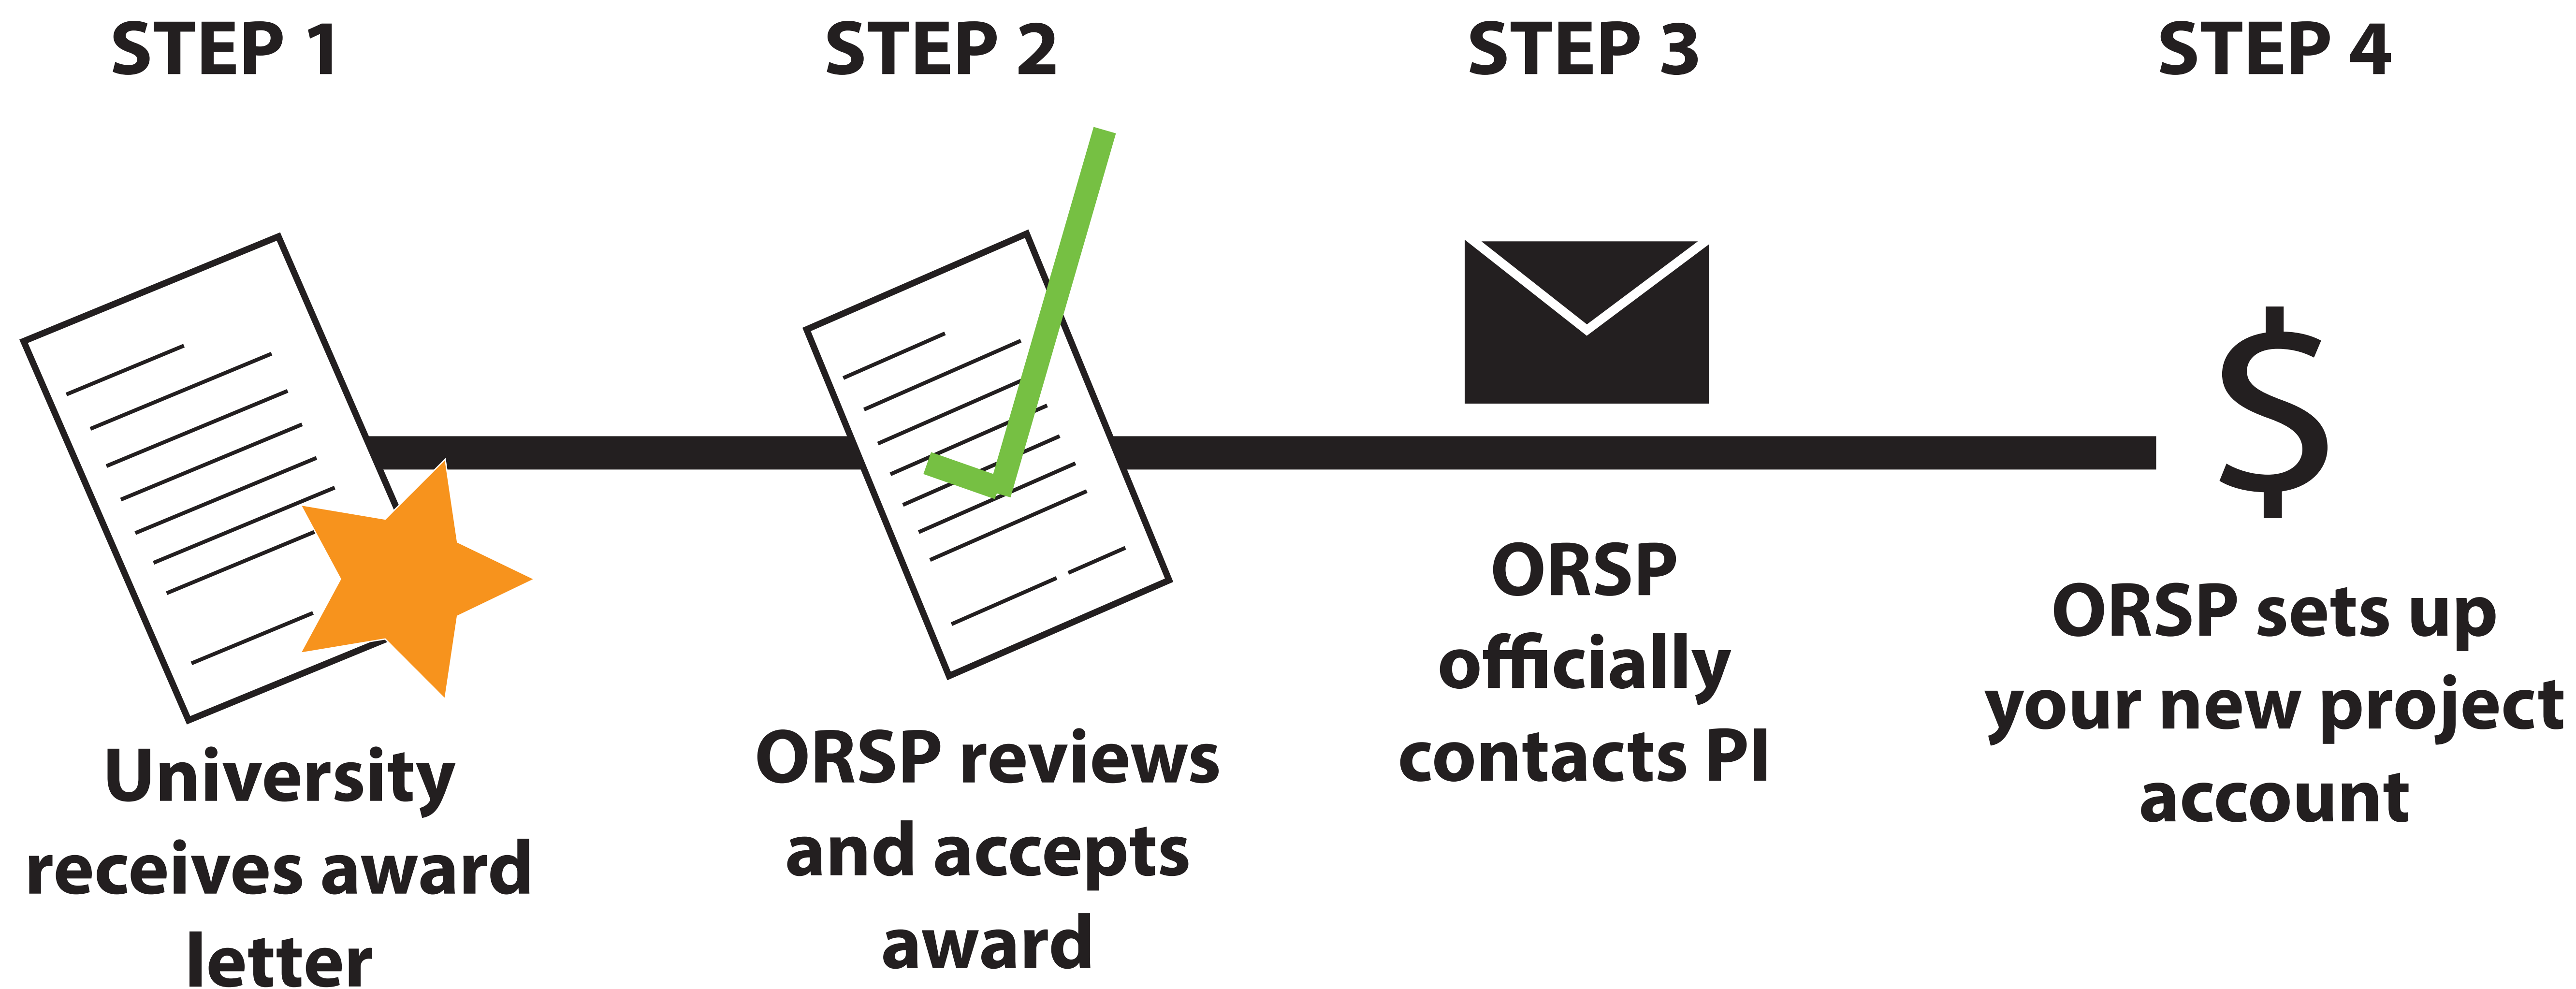 STEP 1
STEP 2
STEP 3
STEP 4
University
receives award
letter
ORSP reviews
and accepts
award
ORSP
officially
contacts PI
$
ORSP sets up
your new project
account